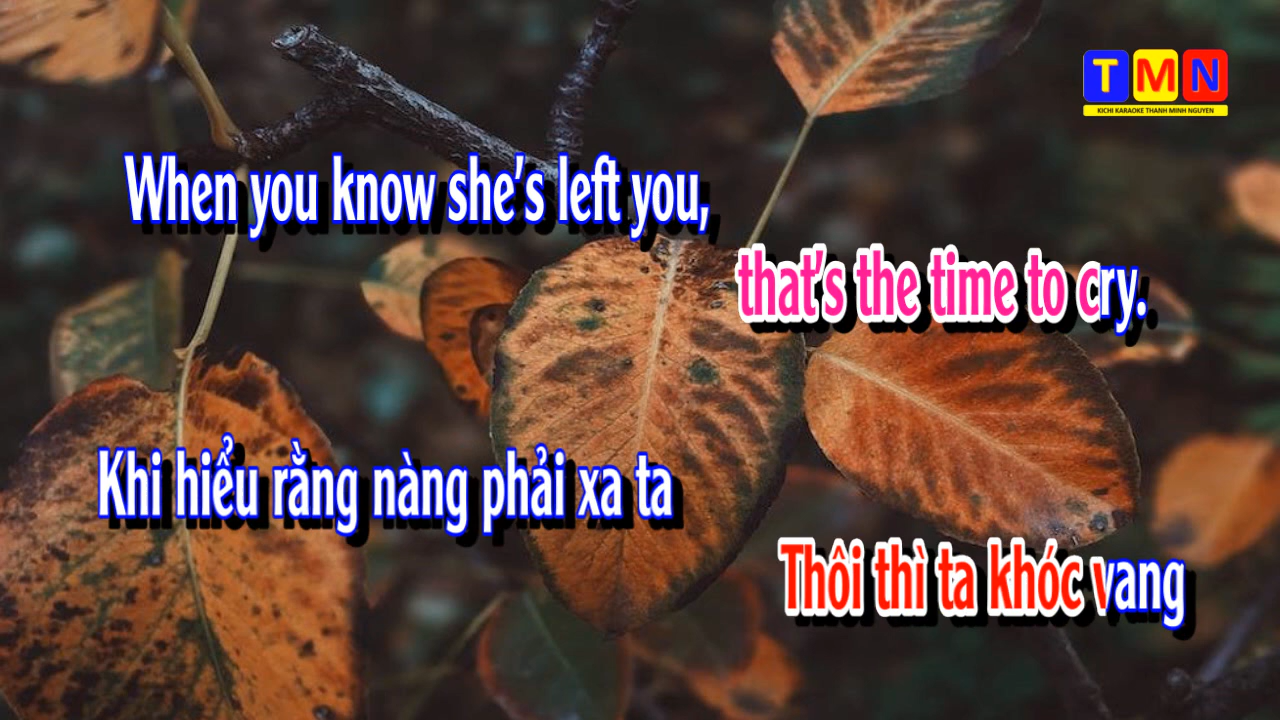 TMN
KICHI KARAOKE THANH MINH NGUYEN
When you know she's left you,
that's the time to cry.
Khi hiểu rằng nàng phải xa ta
Thôi thì ta khóc vang